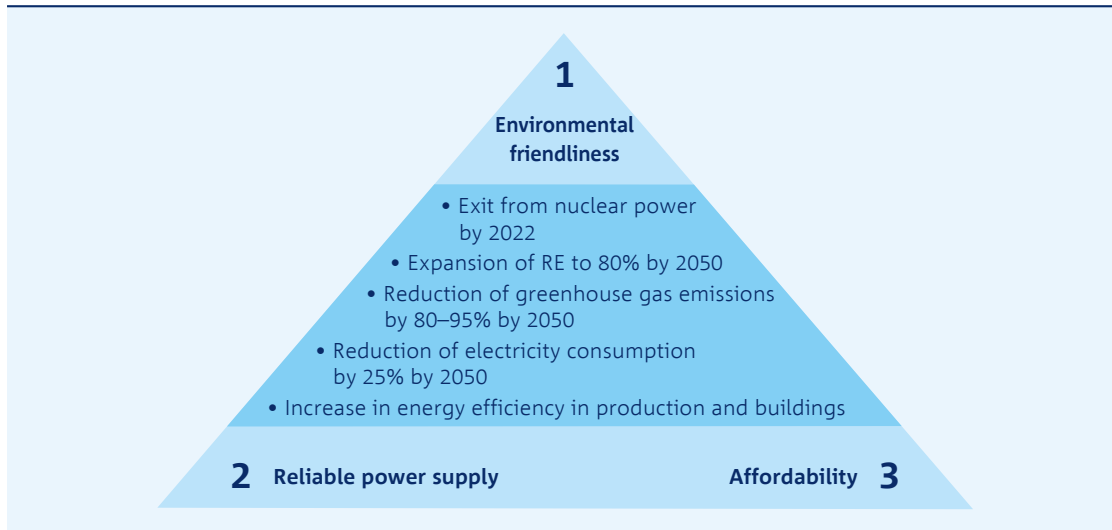 1
Environmental
friendliness
• Exit from nuclear power
by 2022
• Expansion of RE to 80% by 2050
• Reduction of greenhouse gas emissions
by 80–95% by 2050
• Reduction of electricity consumption
by 25% by 2050
• Increase in energy efficiency in production and buildings
2 Reliable power supply
Affordability 3